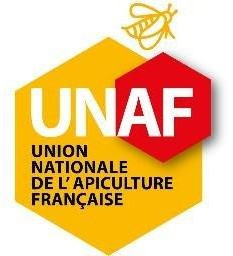 UNAF
UNION
NATIONALE
DE L'APICULTURE
FRANÇAISE